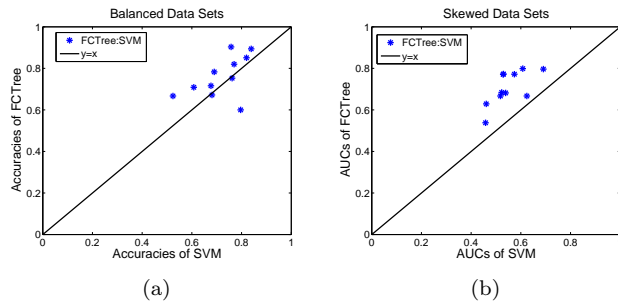 Balanced Data Sets
FCTree:SVM
y=x
Accuracies of FCTree
1
0.8
0.6
0.4
0.2
0
0 0.2 0.4 0.6 0.8 1
Accuracies of SVM
(a)
Skewed Data Sets
FCTree:SVM
y=x
AUCs of FCTree
1
0.8
0.6
0.4
0.2
0
0 0.2 0.4 0.6 0.8
AUCs of SVM
(b)